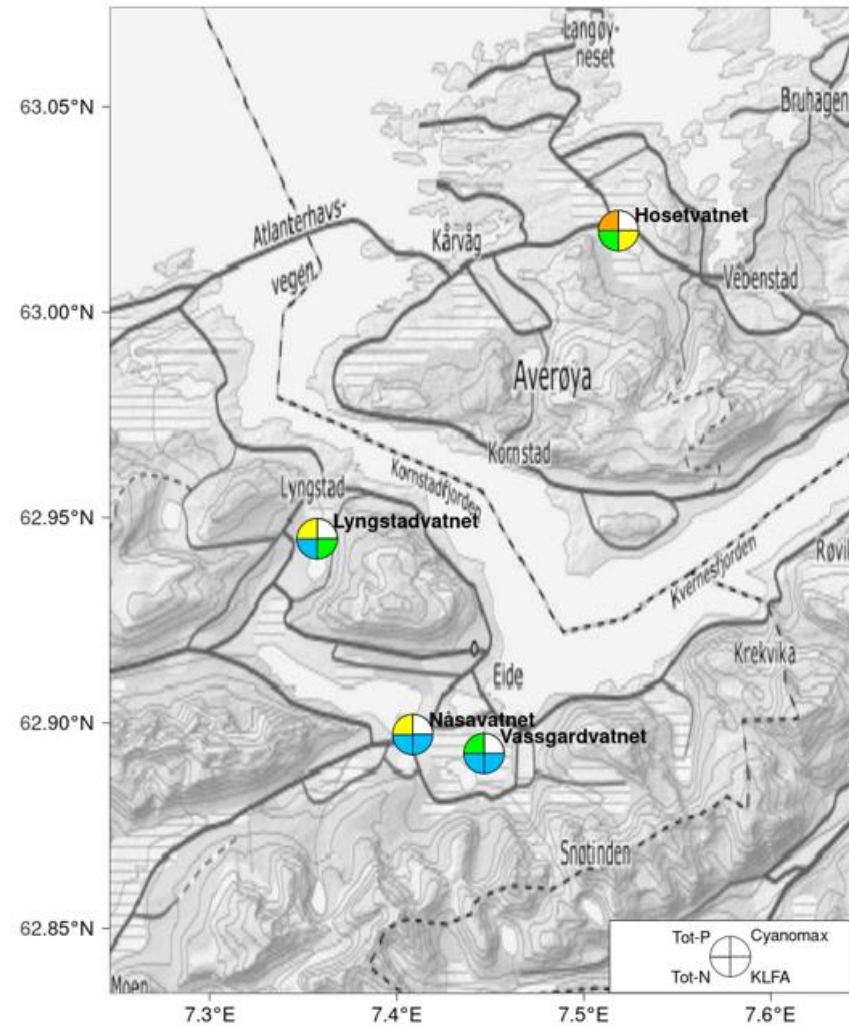 Langøy-
neset
63.05°N
Bruhagen
Hosetvatnet
Atlanterhavs-
vegen
Kårvåg
Vebenstad
63.00°N
Averøya
Kornstad
Kornstadfjorden
Lyngstad
62.95°N
Lyngstadvatnet
Kvernesfjorden
Røvi
Krekvika
Eide
62.90°N
Nåsavatnet
Vassgardvatnet
Snøtinden
62.85°N
Tot-P Cyanomax
Tot-N KLFA
Moen
7.3°E 7.4°E 7.5°E 7.6°E